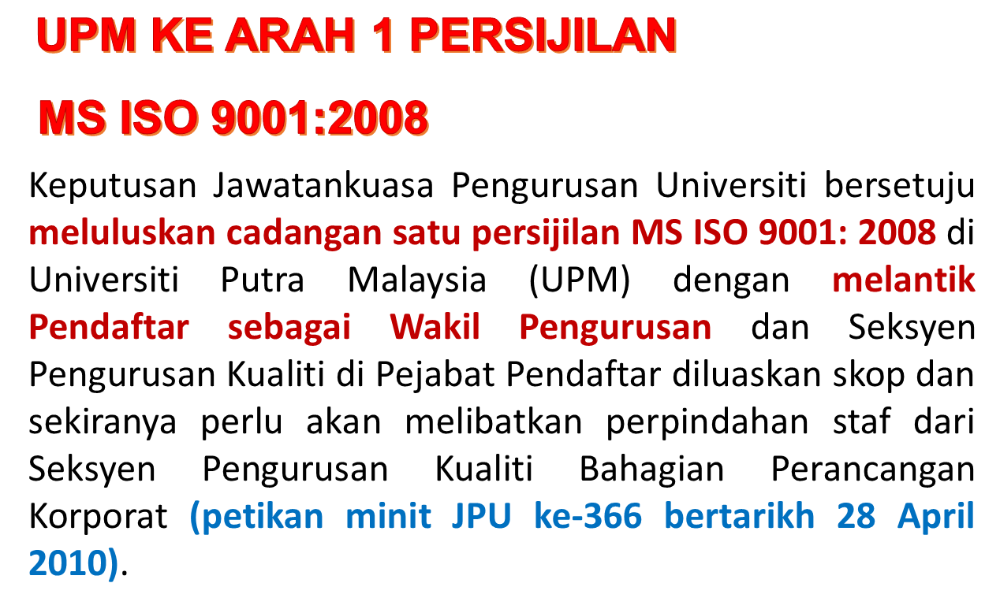 UPM KE ARAH 1 PERSIJILAN
MS ISO 9001:2008
Keputusan Jawatankuasa Pengurusan Universiti bersetuju
meluluskan cadangan satu persijilan MS ISO 9001: 2008 di
Universiti Putra Malaysia (UPM) dengan melantik
Pendaftar sebagai Wakil Pengurusan dan Seksyen
Pengurusan Kualiti di Pejabat Pendaftar diluaskan skop dan
sekiranya perlu akan melibatkan perpindahan staf dari
Seksyen Pengurusan Kualiti Bahagian Perancangan
Korporat (petikan minit JPU ke-366 bertarikh 28 April
2010).